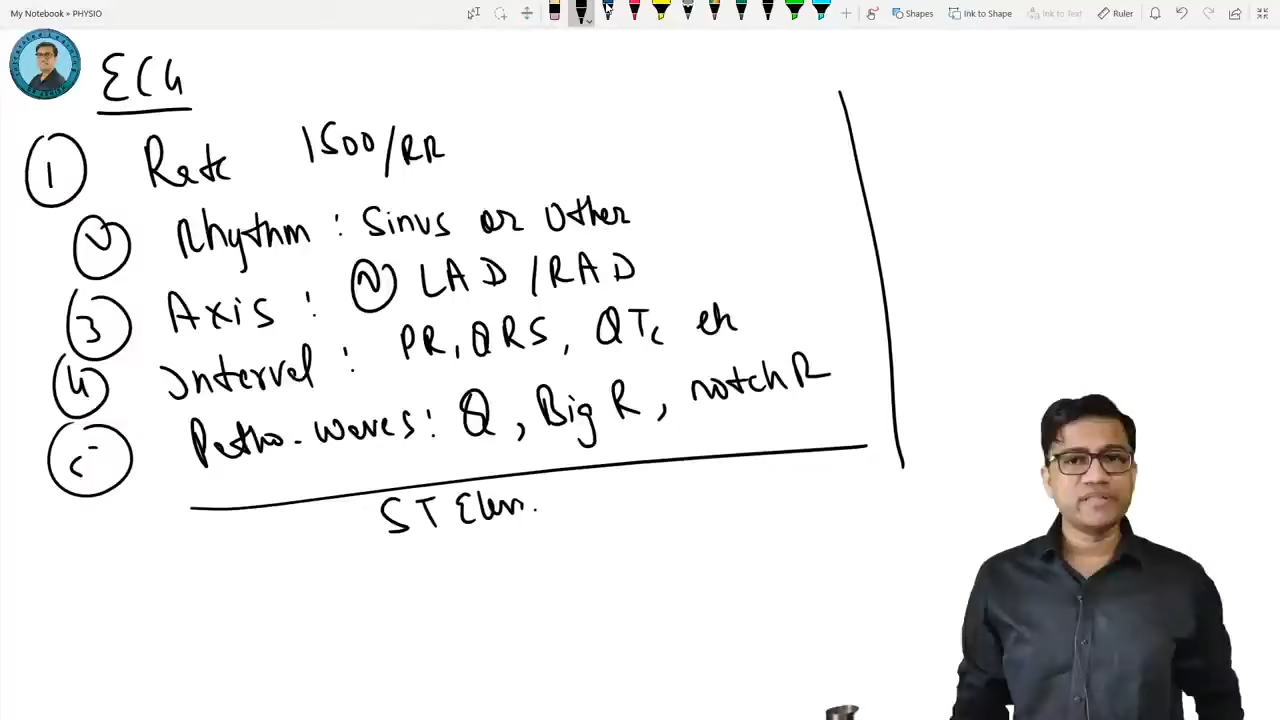 My Notebook » PHYSIO
Shapes Ink to Shape Ink to Text Ruler
ECG
1 Rate 1500/RR
2 Rhythm : Sinus or other
3 Axis : N LAD/RAD
4 Interval : PR, QRS, QTc etc
5 Patho-waves : Q, Big R, notch R
ST Elev.